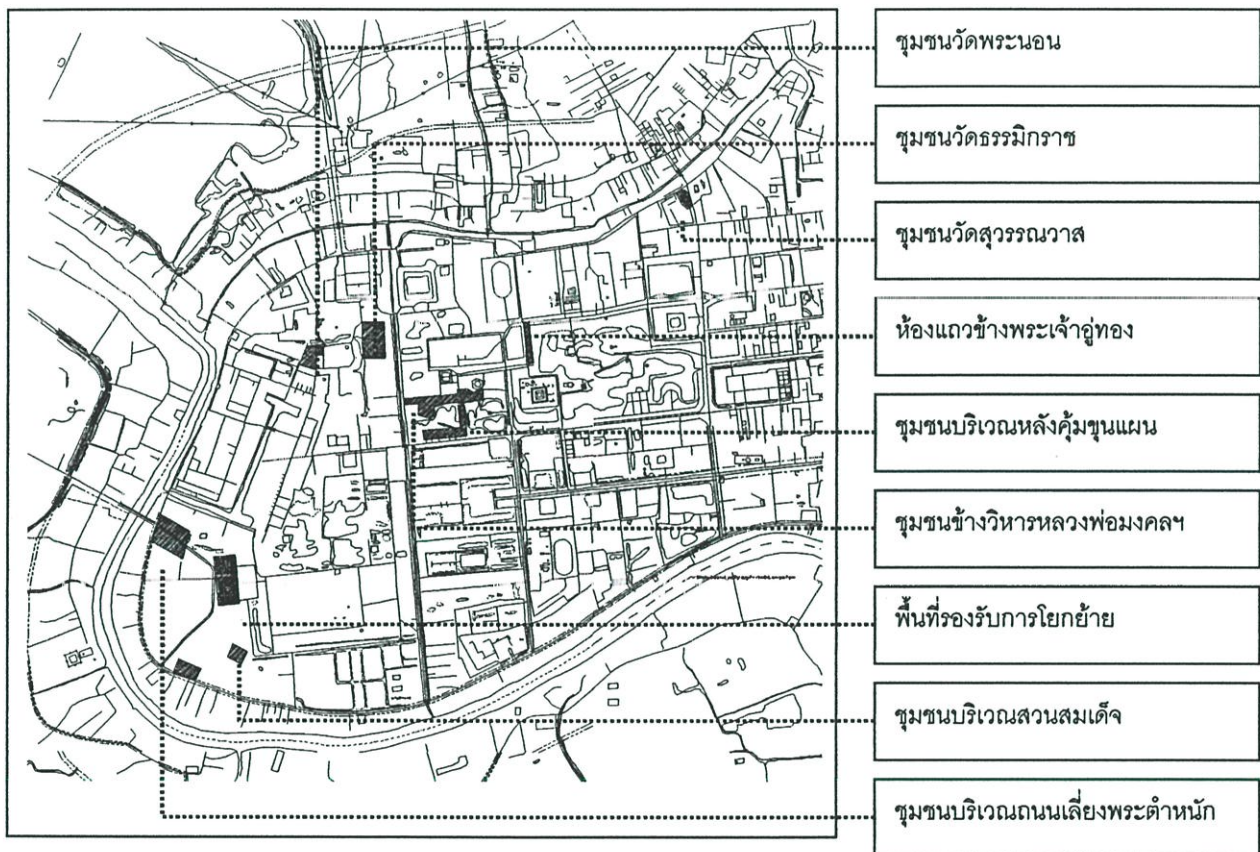 ชุมชนวัดพระนอน
ชุมชนวัดธรรมิกราช
ชุมชนวัดสุวรรณวาส
ห้องแถวข้างพระเจ้าอู่ทอง
ชุมชนบริเวณหลังคุ้มขุนแผน
ชุมชนข้างวิหารหลวงพ่อมงคลฯ
พื้นที่รองรับการโยกย้าย
ชุมชนบริเวณสวนสมเด็จ
ชุมชนบริเวณถนนเลี่ยงพระตำหนัก